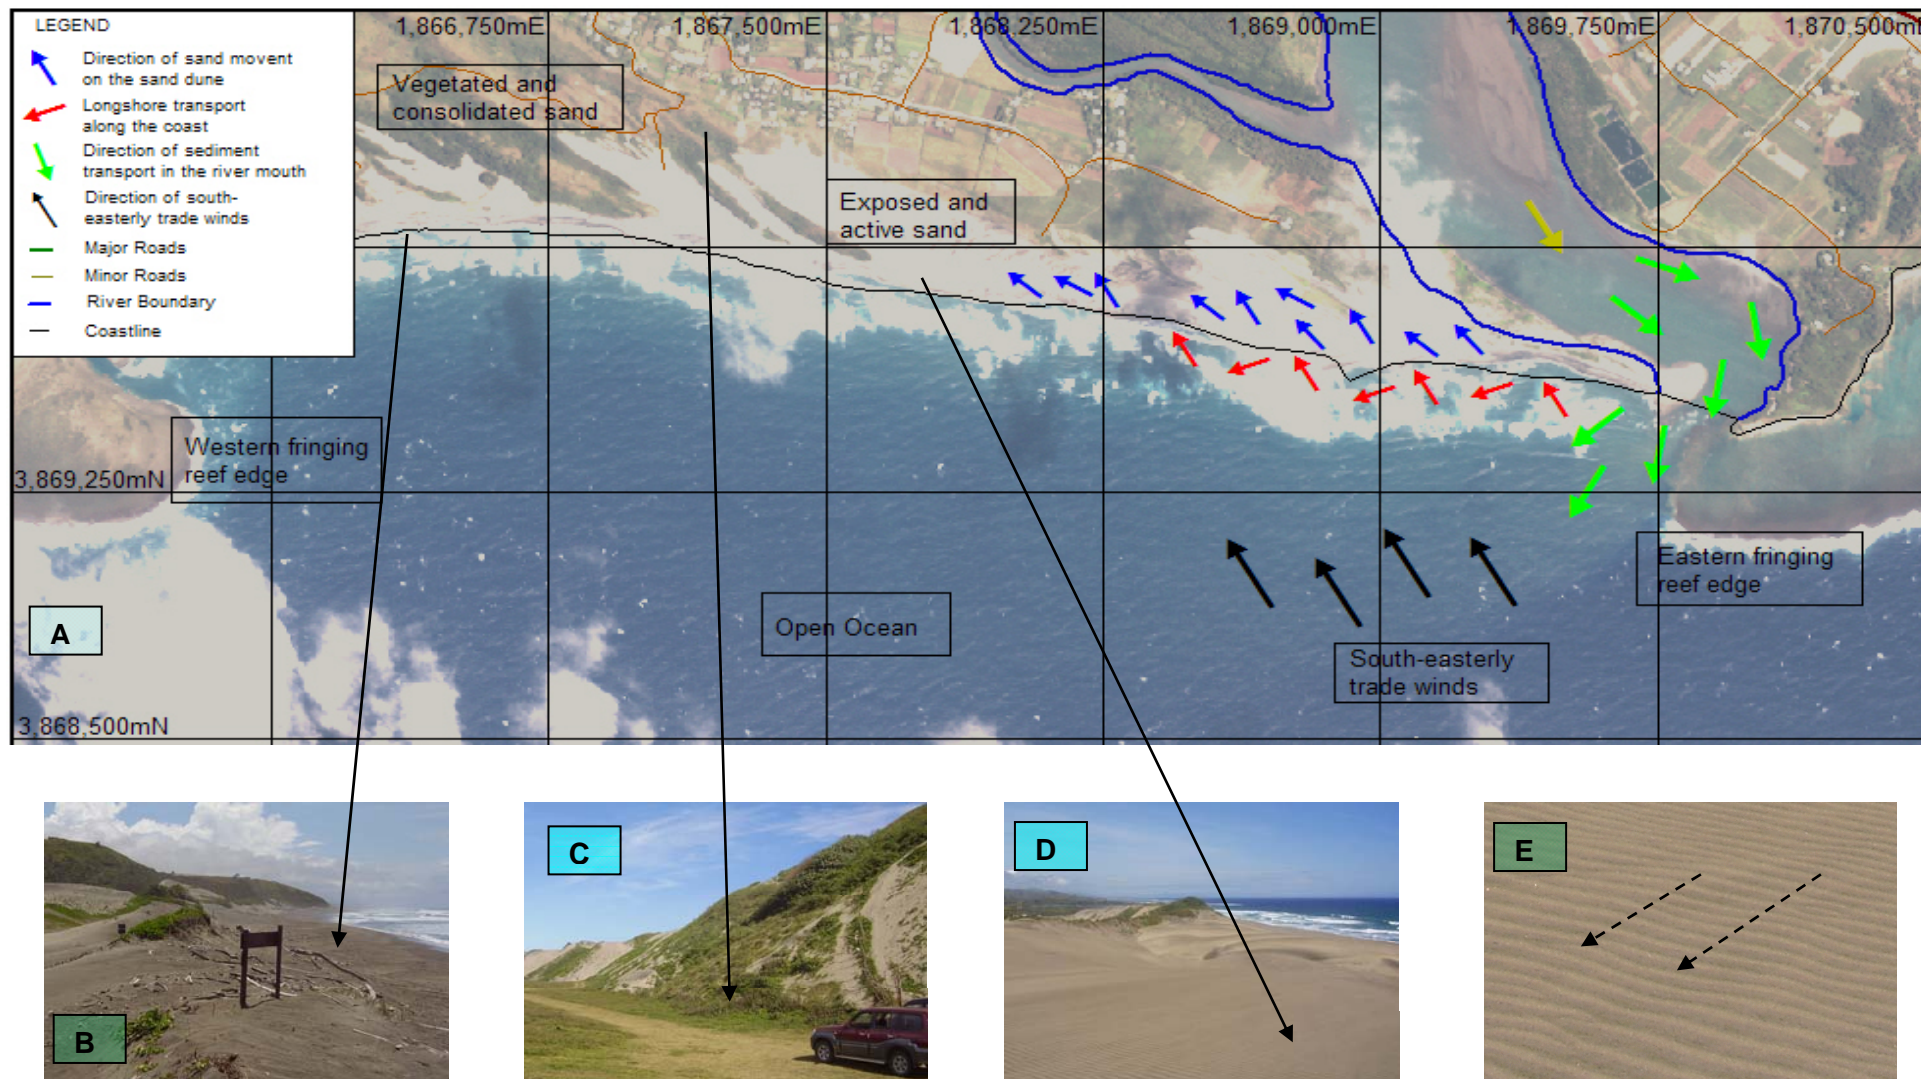 LEGEND
Direction of sand movent
on the sand dune
Longshore transport
along the coast
Direction of sediment
transport in the river mouth
Direction of south-
easterly trade winds
Major Roads
Minor Roads
River Boundary
Coastline
1,866,750mE
1,867,500mE
1,868,250mE
1,869,000mE
1,869,750mE
1,870,500mE
Vegetated and
consolidated sand
Exposed and
active sand
Western fringing
reef edge
3,869,250mN
Eastern fringing
reef edge
A
Open Ocean
South-easterly
trade winds
3,868,500mN
B
C
D
E